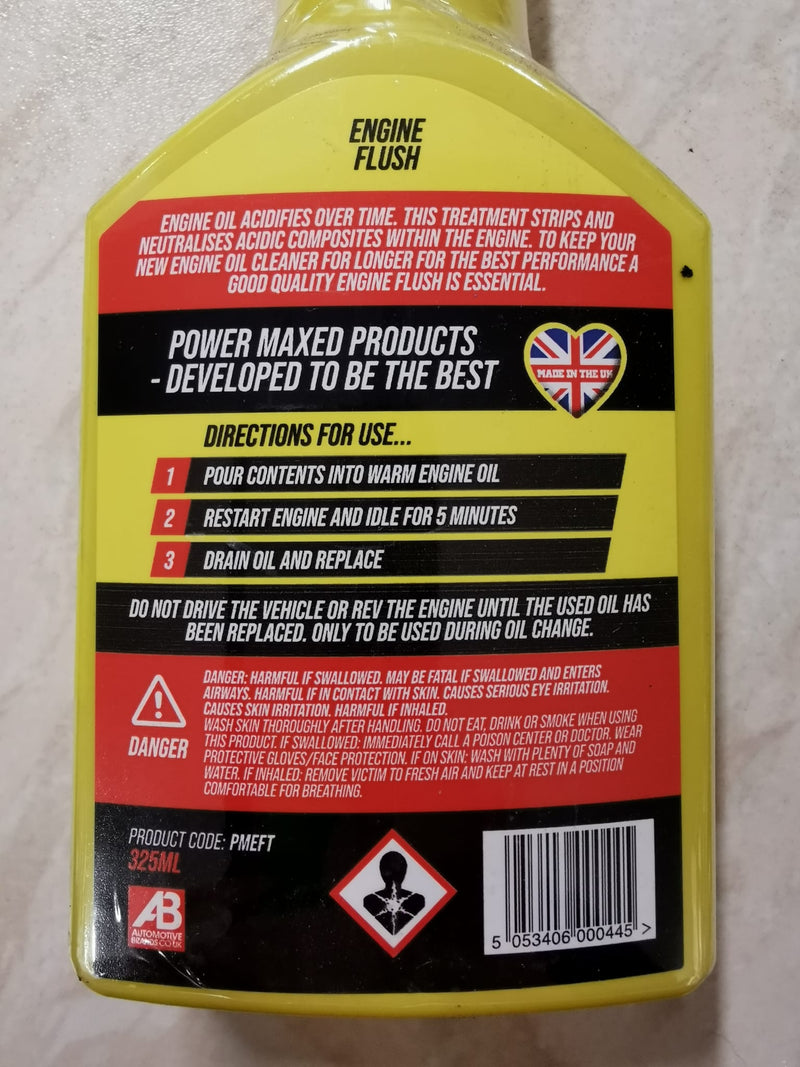 ENGINE
FLUSH
ENGINE OIL ACIDIFIES OVER TIME. THIS TREATMENT STRIPS AND
NEUTRALISES ACIDIC COMPOSITES WITHIN THE ENGINE. TO KEEP YOUR
NEW ENGINE OIL CLEANER FOR LONGER FOR THE BEST PERFORMANCE A
GOOD QUALITY ENGINE FLUSH IS ESSENTIAL.
POWER MAXED PRODUCTS
- DEVELOPED TO BE THE BEST
MADE IN THE UK
DIRECTIONS FOR USE...
1 POUR CONTENTS INTO WARM ENGINE OIL
2 RESTART ENGINE AND IDLE FOR 5 MINUTES
3 DRAIN OIL AND REPLACE
DO NOT DRIVE THE VEHICLE OR REV THE ENGINE UNTIL THE USED OIL HAS
BEEN REPLACED. ONLY TO BE USED DURING OIL CHANGE.
DANGER
DANGER: HARMFUL IF SWALLOWED. MAY BE FATAL IF SWALLOWED AND ENTERS
AIRWAYS. HARMFUL IF IN CONTACT WITH SKIN. CAUSES SERIOUS EYE IRRITATION.
CAUSES SKIN IRRITATION. HARMFUL IF INHALED.
WASH SKIN THOROUGHLY AFTER HANDLING. DO NOT EAT, DRINK OR SMOKE WHEN USING
THIS PRODUCT. IF SWALLOWED: IMMEDIATELY CALL A POISON CENTER OR DOCTOR. WEAR
PROTECTIVE GLOVES/FACE PROTECTION. IF ON SKIN: WASH WITH PLENTY OF SOAP AND
WATER. IF INHALED: REMOVE VICTIM TO FRESH AIR AND KEEP AT REST IN A POSITION
COMFORTABLE FOR BREATHING.
PRODUCT CODE: PMEFT
325ML
AB
AUTOMOTIVE
BRANDS.CO.UK
5 053406 000445 >